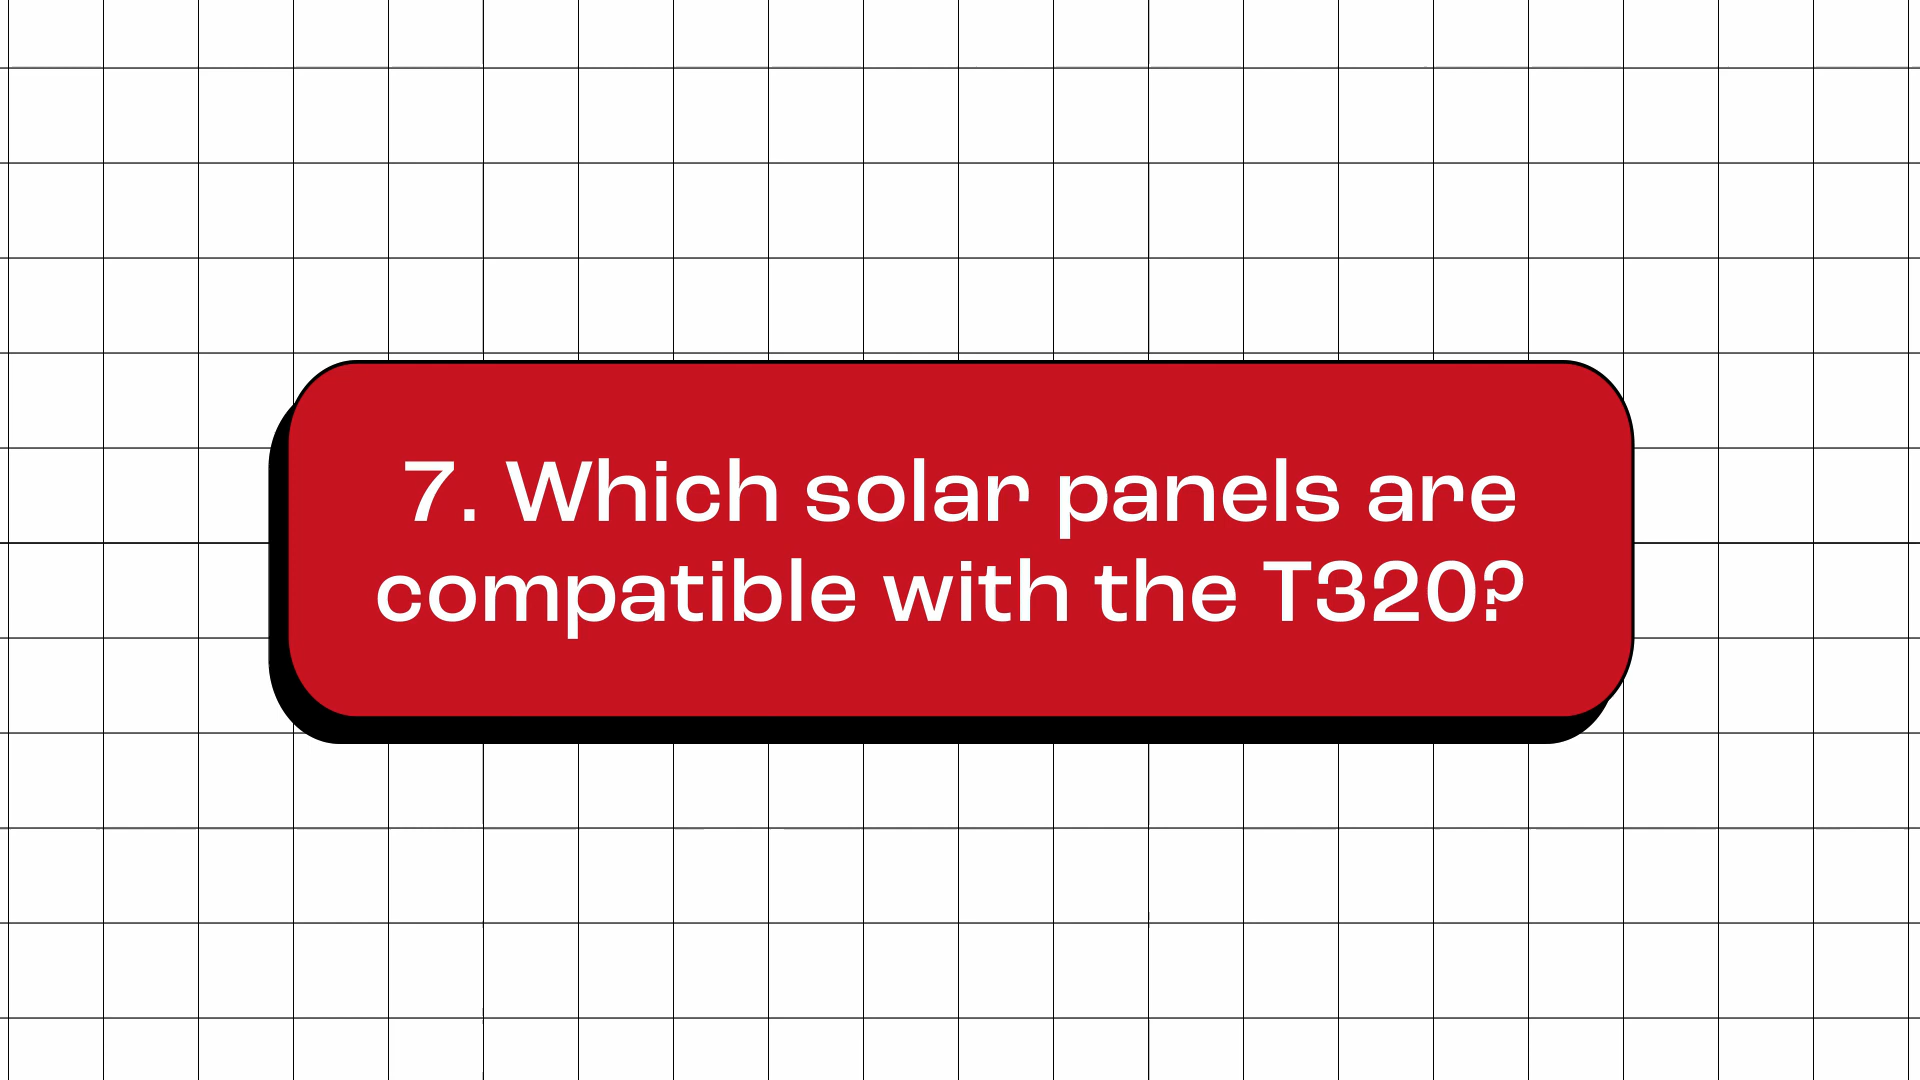 7. Which solar panels are
compatible with the T320?